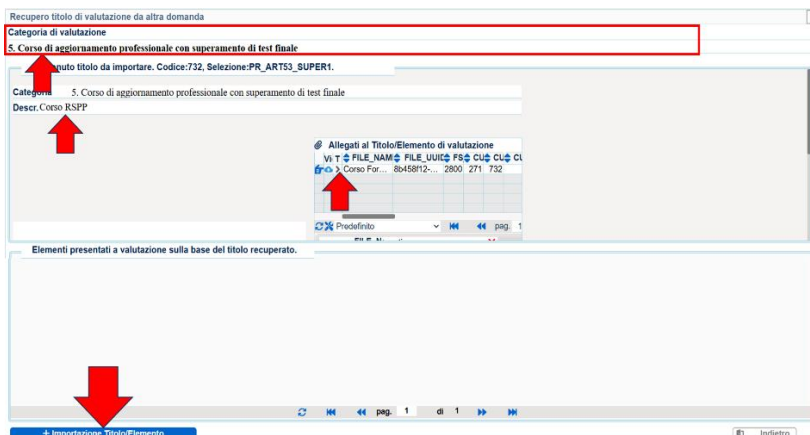 Recupero titolo di valutazione da altra domanda
Categoria di valutazione
5. Corso di aggiornamento professionale con superamento di test finale
nuto titolo da importare. Codice:732, Selezione:PR_ART53_SUPER1.
Categoria 5. Corso di aggiornamento professionale con superamento di test finale
Descr. Corso RSPP
Allegati al Titolo/Elemento di valutazione
Vi T FILE_NAM FILE_UUID FS CU CU CU
Corso For... 8b458f12-... 2800 271 732
Predefinito pag. 1
Elementi presentati a valutazione sulla base del titolo recuperato.
pag. 1 di 1
+ Importazione Titolo/Elemento
Indietro